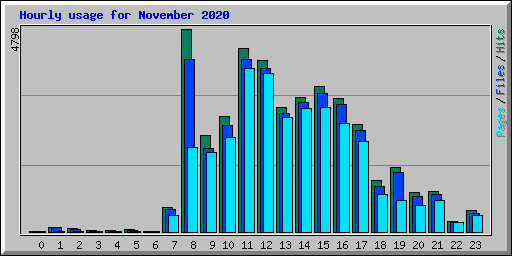 Hourly usage for November 2020
4798
Pages/Files/Hits
0 1 2 3 4 5 6 7 8 9 10 11 12 13 14 15 16 17 18 19 20 21 22 23